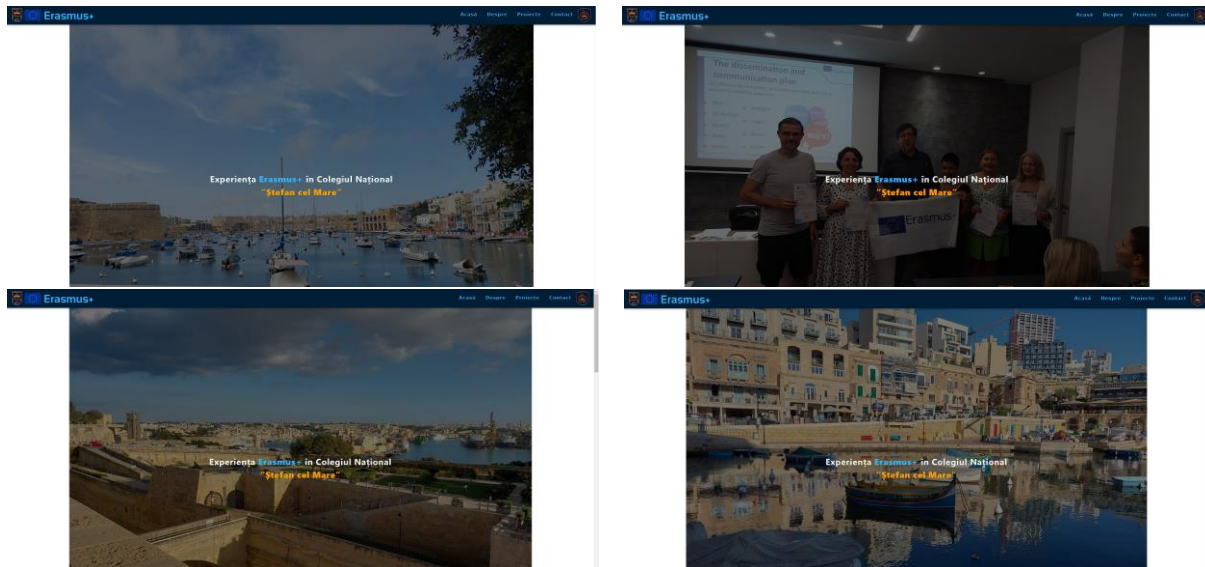 Erasmus+
Acasă Despre Proiecte Contact
Experiența Erasmus+ în Colegiul Național
"Ștefan cel Mare"
Erasmus+
Acasă Despre Proiecte Contact
The dissemination and
communication plan
Experiența Erasmus+ în Colegiul Național
"Ștefan cel Mare"
Erasmus+
Erasmus+
Acasă Despre Proiecte Contact
Experiența Erasmus+ în Colegiul Național
"Ștefan cel Mare"
Erasmus+
Acasă Despre Proiecte Contact
Experiența Erasmus+ în Colegiul Național
"Ștefan cel Mare"